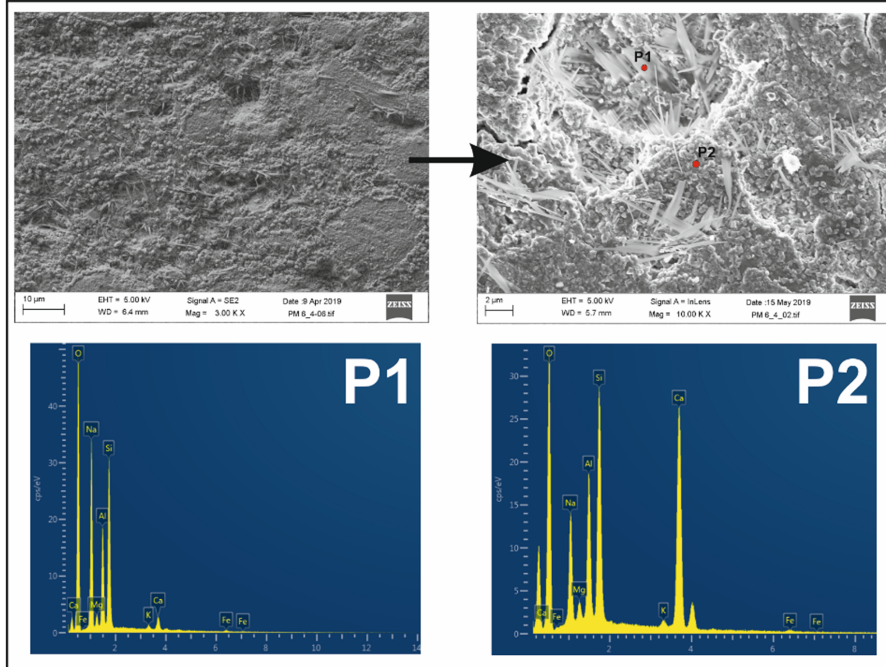 P1
P2
10 µm
EHT = 5.00 kV
WD = 6.4 mm
Signal A = SE2
Mag = 3.00 K X
Date :9 Apr 2019
PM 6_4-06.tif
ZEISS
2 µm
EHT = 5.00 kV
WD = 5.7 mm
Signal A = InLens
Mag = 10.00 K X
Date :15 May 2019
PM 6_4_02.tif
ZEISS
P1
cps/eV
40
30
20
10
0
O
Na
Si
Al
Ca
Fe
Mg
K
Ca
Fe
Fe
0
2
4
6
8
10
12
14
P2
cps/eV
30
25
20
15
10
5
0
O
Si
Ca
Al
Na
Mg
Ca
Fe
K
Fe
Fe
2
4
6
8